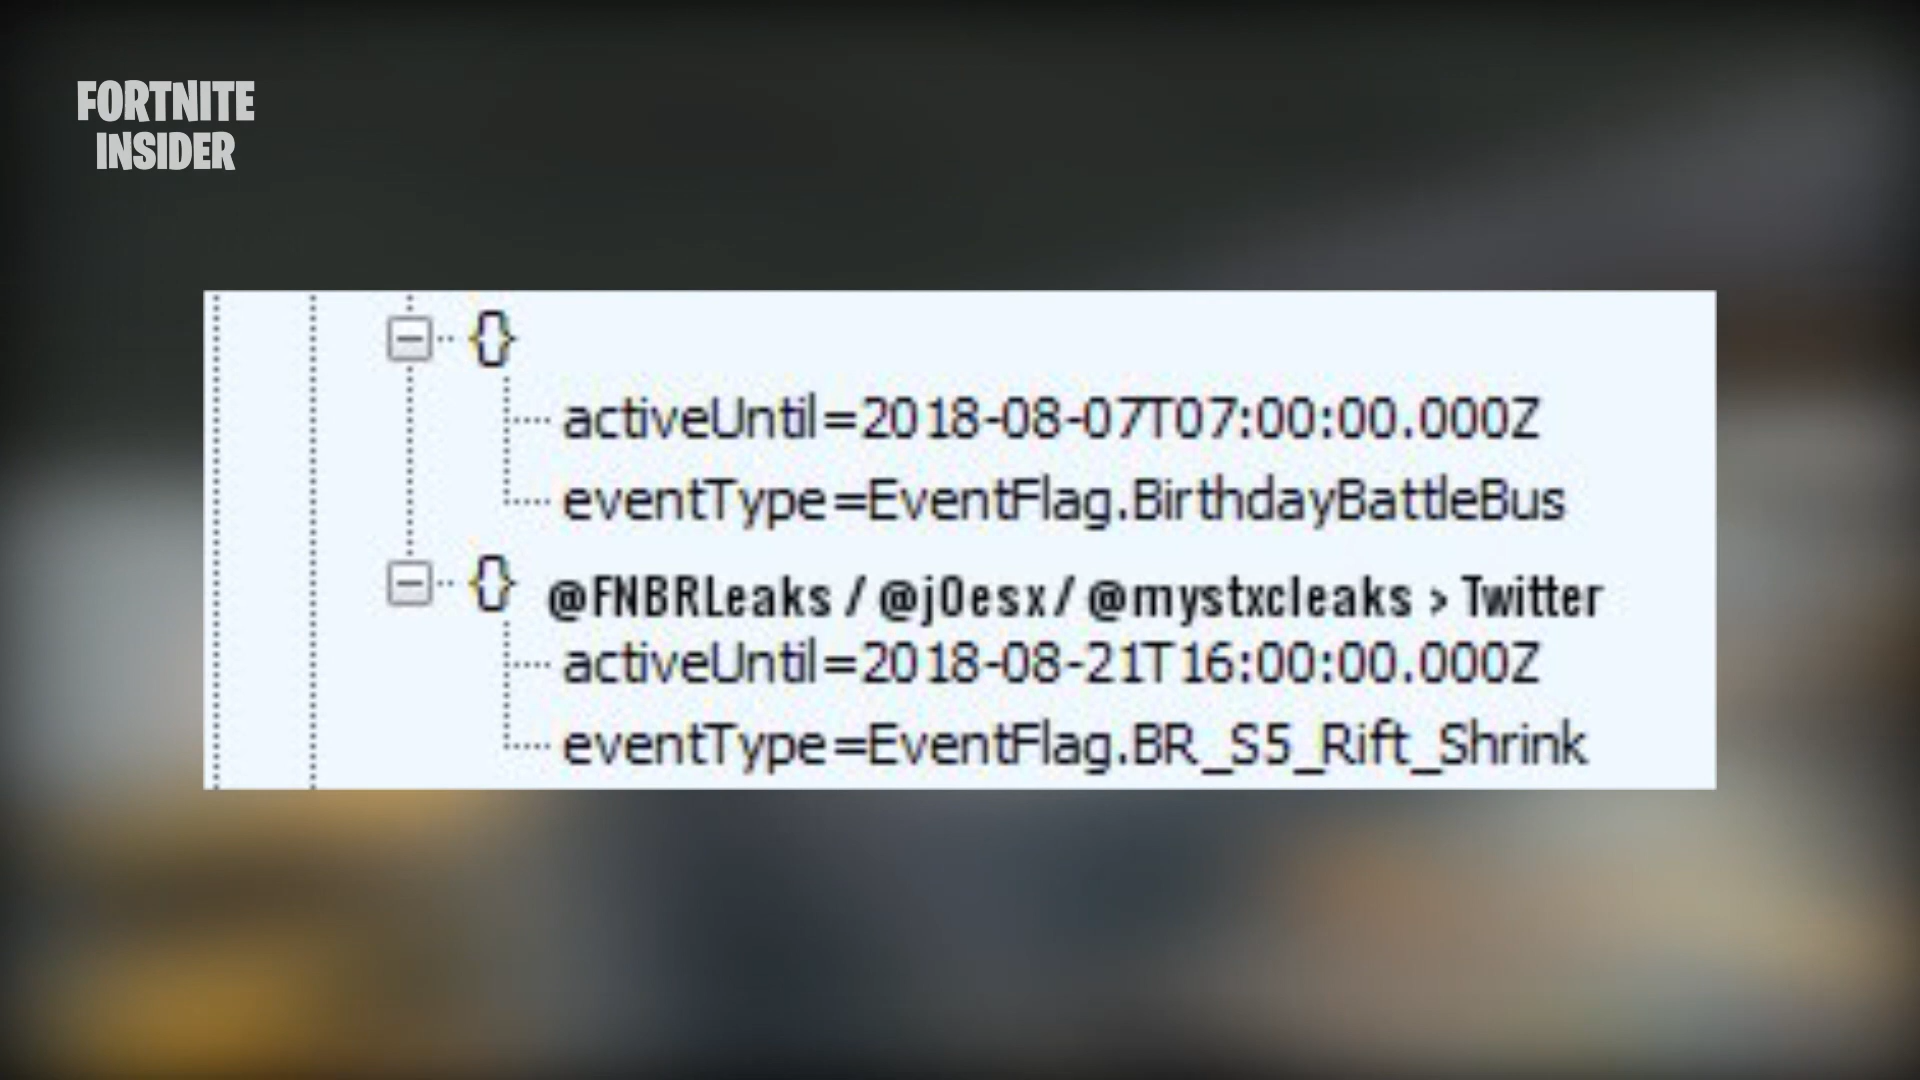 FORTNITE
INSIDER
{}
activeUntil=2018-08-07T07:00:00.000Z
eventType=EventFlag.BirthdayBattleBus
{}
@FNBRLeaks / @j0esx / @mystxcleaks > Twitter
activeUntil=2018-08-21T16:00:00.000Z
eventType=EventFlag.BR_S5_Rift_Shrink